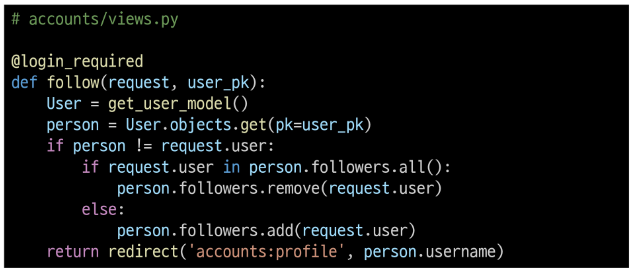 # accounts/views.py

@login_required
def follow(request, user_pk):
    User = get_user_model()
    person = User.objects.get(pk=user_pk)
    if person != request.user:
        if request.user in person.followers.all():
            person.followers.remove(request.user)
        else:
            person.followers.add(request.user)
    return redirect('accounts:profile', person.username)